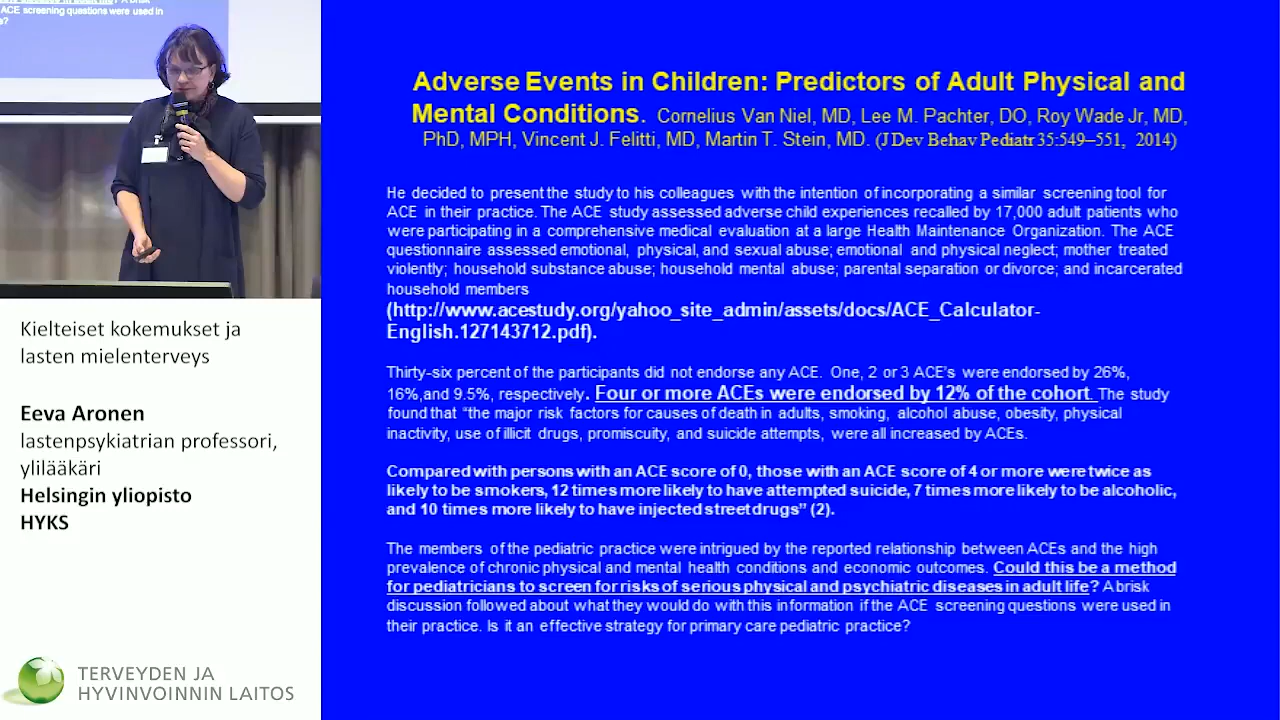 ACE screening questions were used in
Kielteiset kokemukset ja
lasten mielenterveys
Eeva Aronen
lastenpsykiatrian professori,
ylilääkäri
Helsingin yliopisto
HYKS
TERVEYDEN JA
HYVINVOINNIN LAITOS
Adverse Events in Children: Predictors of Adult Physical and
Mental Conditions. Cornelius Van Niel, MD, Lee M. Pachter, DO, Roy Wade Jr, MD,
PhD, MPH, Vincent J. Felitti, MD, Martin T. Stein, MD. (J Dev Behav Pediatr 35:549–551, 2014)
He decided to present the study to his colleagues with the intention of incorporating a similar screening tool for
ACE in their practice. The ACE study assessed adverse child experiences recalled by 17,000 adult patients who
were participating in a comprehensive medical evaluation at a large Health Maintenance Organization. The ACE
questionnaire assessed emotional, physical, and sexual abuse; emotional and physical neglect; mother treated
violently; household substance abuse; household mental abuse; parental separation or divorce; and incarcerated
household members
(http://www.acestudy.org/yahoo_site_admin/assets/docs/ACE_Calculator-
English.127143712.pdf).
Thirty-six percent of the participants did not endorse any ACE. One, 2 or 3 ACE's were endorsed by 26%,
16%,and 9.5%, respectively. Four or more ACEs were endorsed by 12% of the cohort. The study
found that “the major risk factors for causes of death in adults, smoking, alcohol abuse, obesity, physical
inactivity, use of illicit drugs, promiscuity, and suicide attempts, were all increased by ACEs.
Compared with persons with an ACE score of 0, those with an ACE score of 4 or more were twice as
likely to be smokers, 12 times more likely to have attempted suicide, 7 times more likely to be alcoholic,
and 10 times more likely to have injected street drugs” (2).
The members of the pediatric practice were intrigued by the reported relationship between ACEs and the high
prevalence of chronic physical and mental health conditions and economic outcomes. Could this be a method
for pediatricians to screen for risks of serious physical and psychiatric diseases in adult life? A brisk
discussion followed about what they would do with this information if the ACE screening questions were used in
their practice. Is it an effective strategy for primary care pediatric practice?